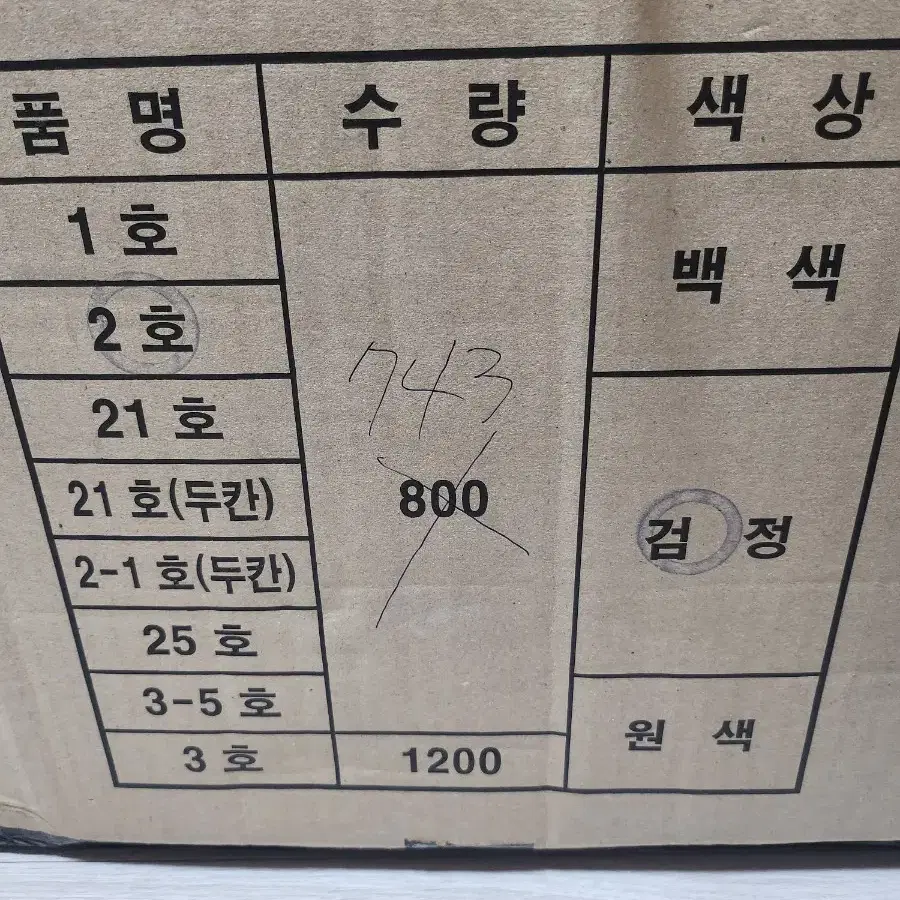 품 명 수 량 색 상
1 호
백 색
2 호
743
21 호
21 호(두칸)
800
검 정
2-1 호(두칸)
25 호
3-5 호
원 색
3 호
1200